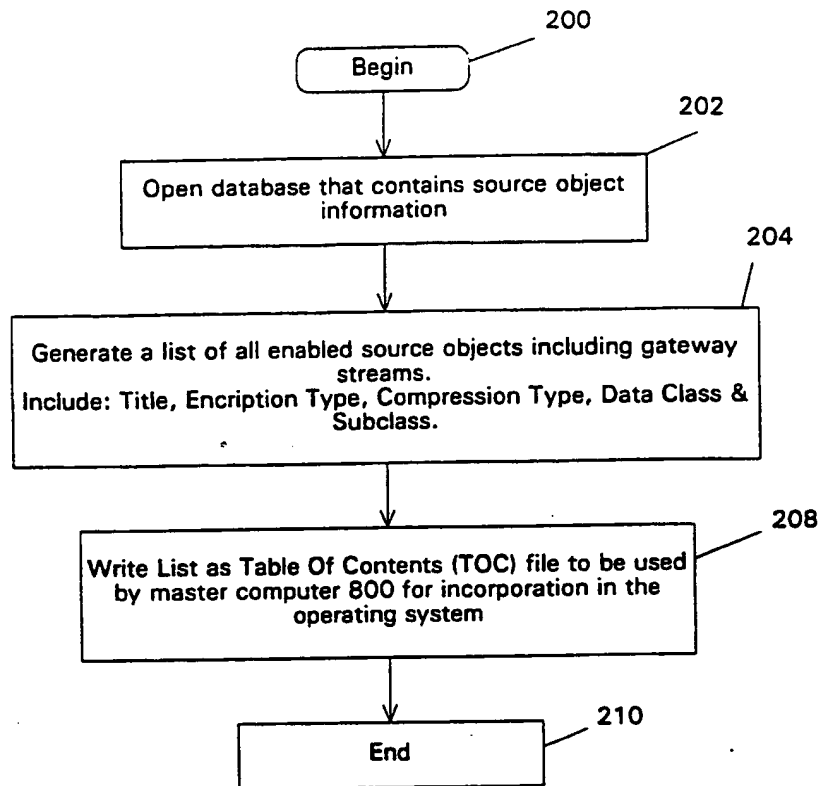 200
Begin
202
Open database that contains source object
information
204
Generate a list of all enabled source objects including gateway
streams.
Include: Title, Encription Type, Compression Type, Data Class &
Subclass.
208
Write List as Table Of Contents (TOC) file to be used
by master computer 800 for incorporation in the
operating system
210
End